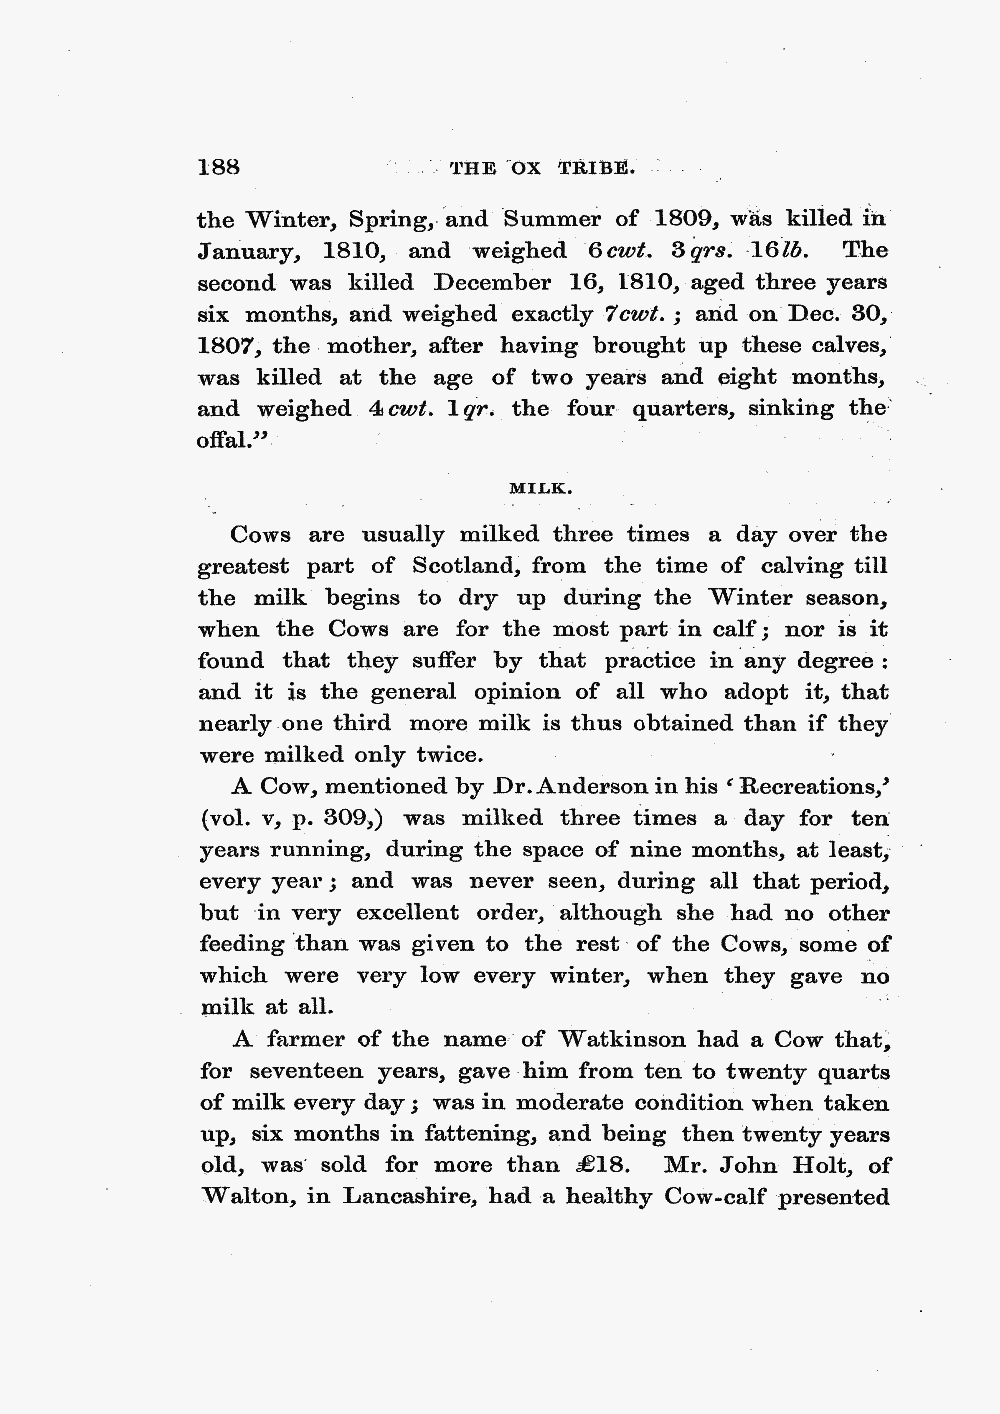 188 THE OX TRIBE.
the Winter, Spring, and Summer of 1809, was killed in
January, 1810, and weighed 6cwt. 3qrs. 16lb. The
second was killed December 16, 1810, aged three years
six months, and weighed exactly 7cwt. ; and on Dec. 30,
1807, the mother, after having brought up these calves,
was killed at the age of two years and eight months,
and weighed 4cwt. 1qr. the four quarters, sinking the
offal.”
MILK.
Cows are usually milked three times a day over the
greatest part of Scotland, from the time of calving till
the milk begins to dry up during the Winter season,
when the Cows are for the most part in calf; nor is it
found that they suffer by that practice in any degree :
and it is the general opinion of all who adopt it, that
nearly one third more milk is thus obtained than if they
were milked only twice.
A Cow, mentioned by Dr. Anderson in his ‘ Recreations,’
(vol. v, p. 309,) was milked three times a day for ten
years running, during the space of nine months, at least,
every year ; and was never seen, during all that period,
but in very excellent order, although she had no other
feeding than was given to the rest of the Cows, some of
which were very low every winter, when they gave no
milk at all.
A farmer of the name of Watkinson had a Cow that,
for seventeen years, gave him from ten to twenty quarts
of milk every day ; was in moderate condition when taken
up, six months in fattening, and being then twenty years
old, was sold for more than £18. Mr. John Holt, of
Walton, in Lancashire, had a healthy Cow-calf presented